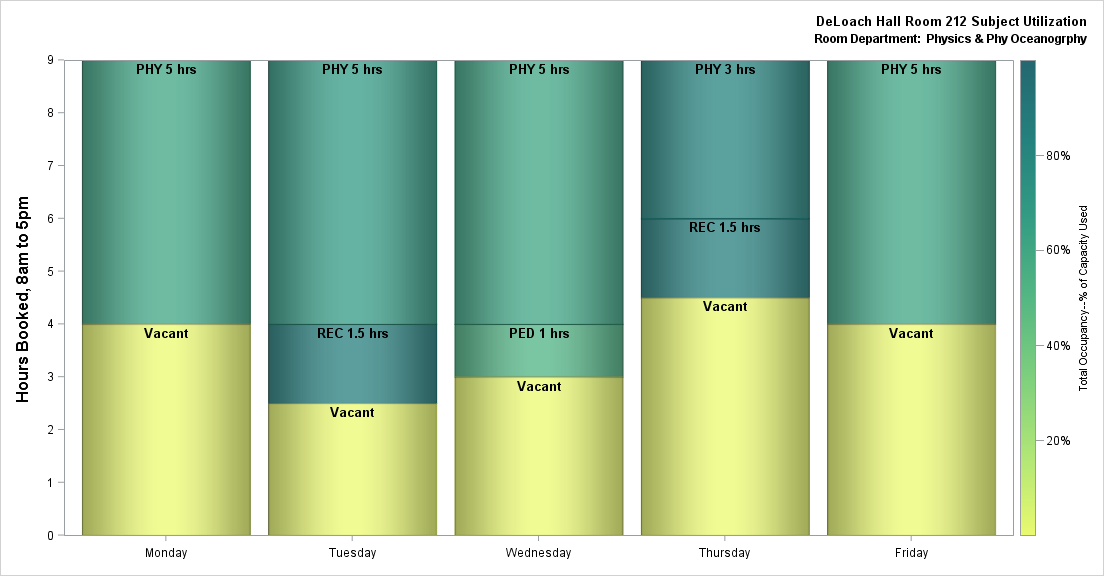 DeLoach Hall Room 212 Subject Utilization
Room Department: Physics & Phy Oceanogrphy
Hours Booked, 8am to 5pm
9
8
7
6
5
4
3
2
1
0
PHY 5 hrs
Vacant
PHY 5 hrs
REC 1.5 hrs
Vacant
PHY 5 hrs
PED 1 hrs
Vacant
PHY 3 hrs
REC 1.5 hrs
Vacant
PHY 5 hrs
Vacant
Monday
Tuesday
Wednesday
Thursday
Friday
80%
60%
40%
20%
Total Occupancy--% of Capacity Used